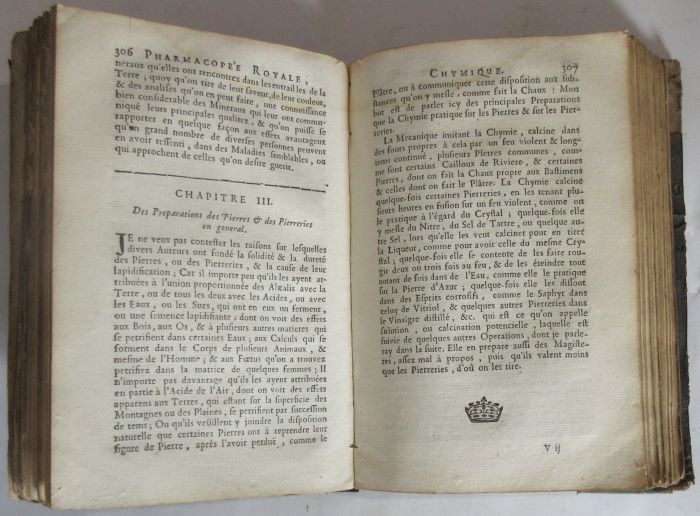 306 PHARMACOPE'E ROYALE,
neraux qu'elles ont rencontrez dans les entrailles de la
Terre ; quoy qu'on tire de leur saveur, de leur couleur,
& des analises qu'on en peut faire, une connoissance
bien considerable des Mineraux qui leur ont commu-
niqué leurs principales qualitez, & qu'on puisse se
rapporter en quelque façon aux effets avantageux
qu'un grand nombre de diverses personnes peuvent
en avoir ressenti, dans des Maladies semblables, ou
qui approchent de celles qu'on desire guerir.
CHAPITRE III.
Des Preparations des Pierres & des Pierreries
en general.
JE ne veux pas contester les raisons sur lesquelles
divers Auteurs ont fondé la solidité & la dureté
des Pierres, ou des Pierreries, & la cause de leur
lapidification ; Car il importe peu qu'ils les ayent at-
tribuées à l'union proportionnée des Alxalis avec la
Terre, ou de tous les deux avec les Acides, ou avec
les Eaux, ou les Sucs, qui ont en eux un ferment,
ou une semence lapidifiante ; dont on voit des effets
aux Bois, aux Os, & à plusieurs autres matieres qui
se petrifient dans certaines Eaux ; aux Calculs qui se
forment dans le Corps de plusieurs Animaux, &
mesme de l'Homme ; & aux Fœtus qu'on a trouvez
petrifiez dans la matrice de quelques femmes ; Il
n'importe pas davantage qu'ils les ayent attribuées
en partie à l'Acide de l'Air, dont on voit des effets
apparens aux Terres, qui estant sur la superficie des
Montagnes ou des Plaines, se petrifient par succession
de tems ; Ou qu'ils veüillent y joindre la disposition
naturelle que certaines Pierres ont à reprendre leur
figure de Pierre, aprés l'avoir perduë, comme le
CHYMIQUE. 307
Plâtre, ou à communiquer cette disposition aux sub-
stances qu'on y mesle, comme fait la Chaux : Mon
but est de parler icy des principales Preparations
que la Chymie pratique sur les Pierres & sur les Pier-
reries.
La Mecanique imitant la Chymie, calcine dans
des fours propres à cela par un feu violent & long-
tems continué, plusieurs Pierres communes, com-
me sont certains Cailloux de Riviere, & certaines
Pierres, dont on fait la Chaux propre aux Bastimens
& celles dont on fait le Plâtre. La Chymie calcine
quelque-fois certaines Pierreries, en les tenant plu-
sieurs heures en fusion sur un feu violent, comme on
le pratique à l'égard du Crystal ; quelque-fois elle
y mesle du Nitre, du Sel de Tartre, ou quelque au-
tre Sel, lors qu'elle les veut calciner pour en tirer
la Liqueur, comme pour avoir celle du mesme Cry-
stal ; quelque-fois elle se contente de les faire rou-
gir deux ou trois fois au feu, & de les éteindre tout
autant de fois dans de l'Eau, comme elle le pratique
sur la Pierre d'Azur ; quelque-fois elle les dissout
dans des Esprits corrosifs, comme le Saphyr dans
celuy de Vitriol, & quelques autres Pierreries dans
le Vinaigre distillé, &c. qui est ce qu'on appelle
solution, ou calcination potencielle, laquelle est
suivie de quelques autres Operations, dont je parle-
ray dans la suite. Elle en prepare aussi des Magiste-
res, assez mal à propos, puis qu'ils valent moins
que les Pierreries, d'où on les tire.
V ij